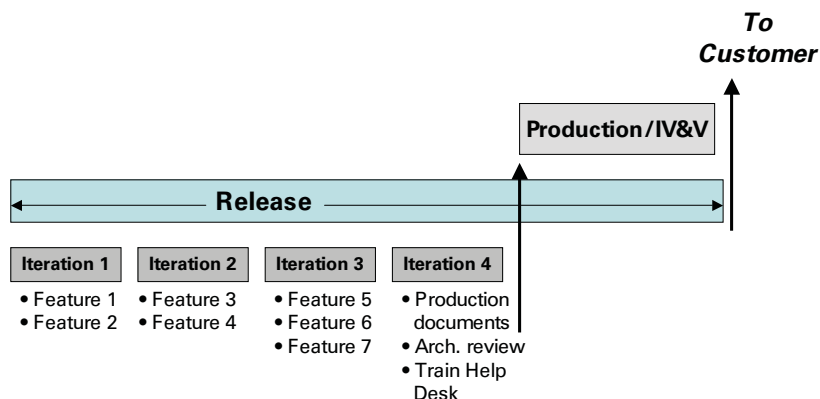 To
Customer
Production/IV&V
Release
Iteration 1
• Feature 1
• Feature 2
Iteration 2
• Feature 3
• Feature 4
Iteration 3
• Feature 5
• Feature 6
• Feature 7
Iteration 4
• Production
documents
• Arch. review
• Train Help
Desk